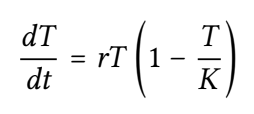 dT/dt = rT(1 − T/K)